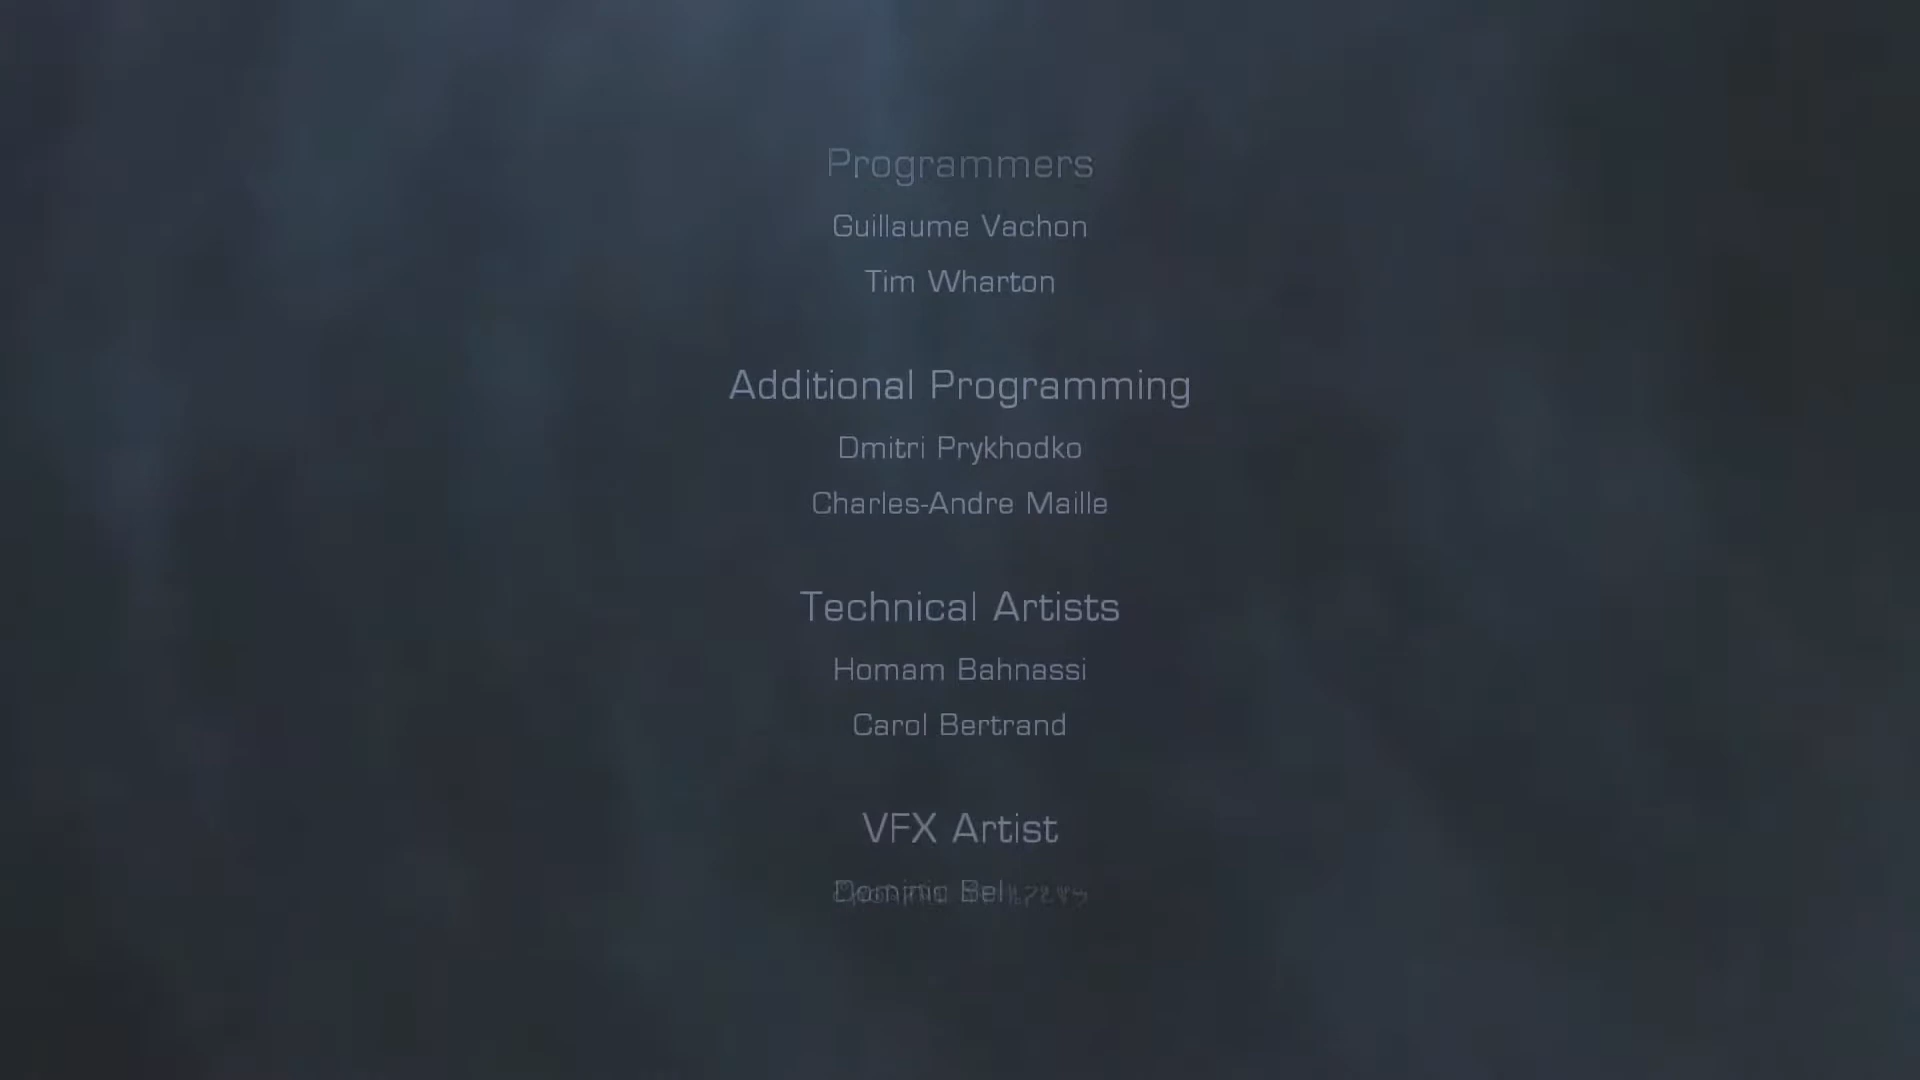 Programmers
Guillaume Vachon
Tim Wharton
Additional Programming
Dmitri Prykhodko
Charles-Andre Maille
Technical Artists
Homam Bahnassi
Carol Bertrand
VFX Artist